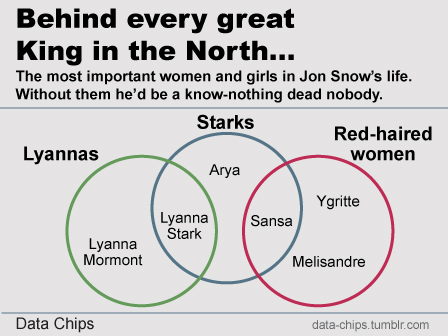 Behind every great
King in the North...
The most important women and girls in Jon Snow's life.
Without them he'd be a know-nothing dead nobody.
Starks
Lyannas
Red-haired
women
Arya
Lyanna
Stark
Sansa
Ygritte
Lyanna
Mormont
Melisandre
Data Chips
data-chips.tumblr.com